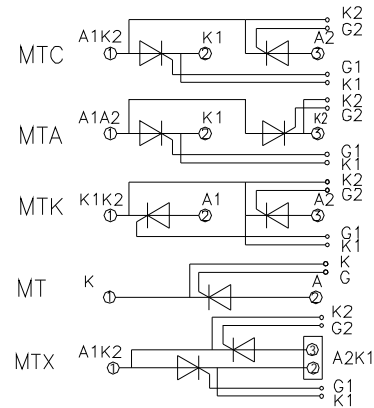 K2
A1K2 K1 A2 G2
① ② ③
MTC
G1
K1
A1A2 K1 K2
K2 G2
① ② ③
MTA
G1
K1
K2
K1K2 A1 A2 G2
① ② ③
MTK
G1
K1
K
K A G
MT ① ②
K2
G2
A1K2 ③ A2K1
MTX ① ②
G1
K1